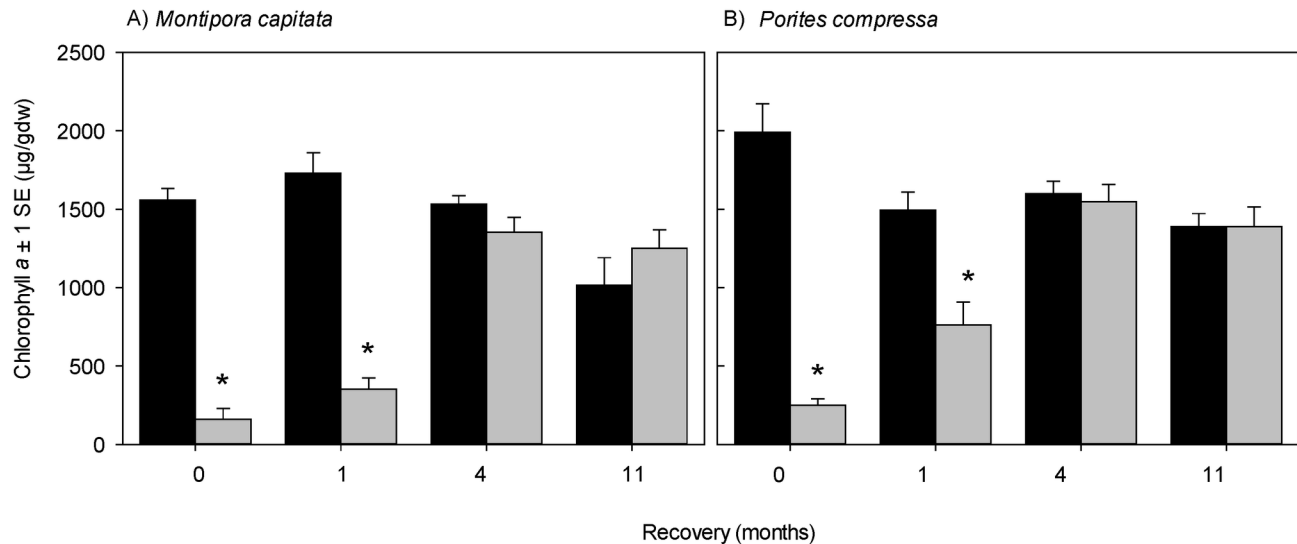 A) Montipora capitata
B) Porites compressa
Chlorophyll a ± 1 SE (µg/gdw)
2500
2000
1500
1000
500
0
*
*
*
*
0 1 4 11
0 1 4 11
Recovery (months)